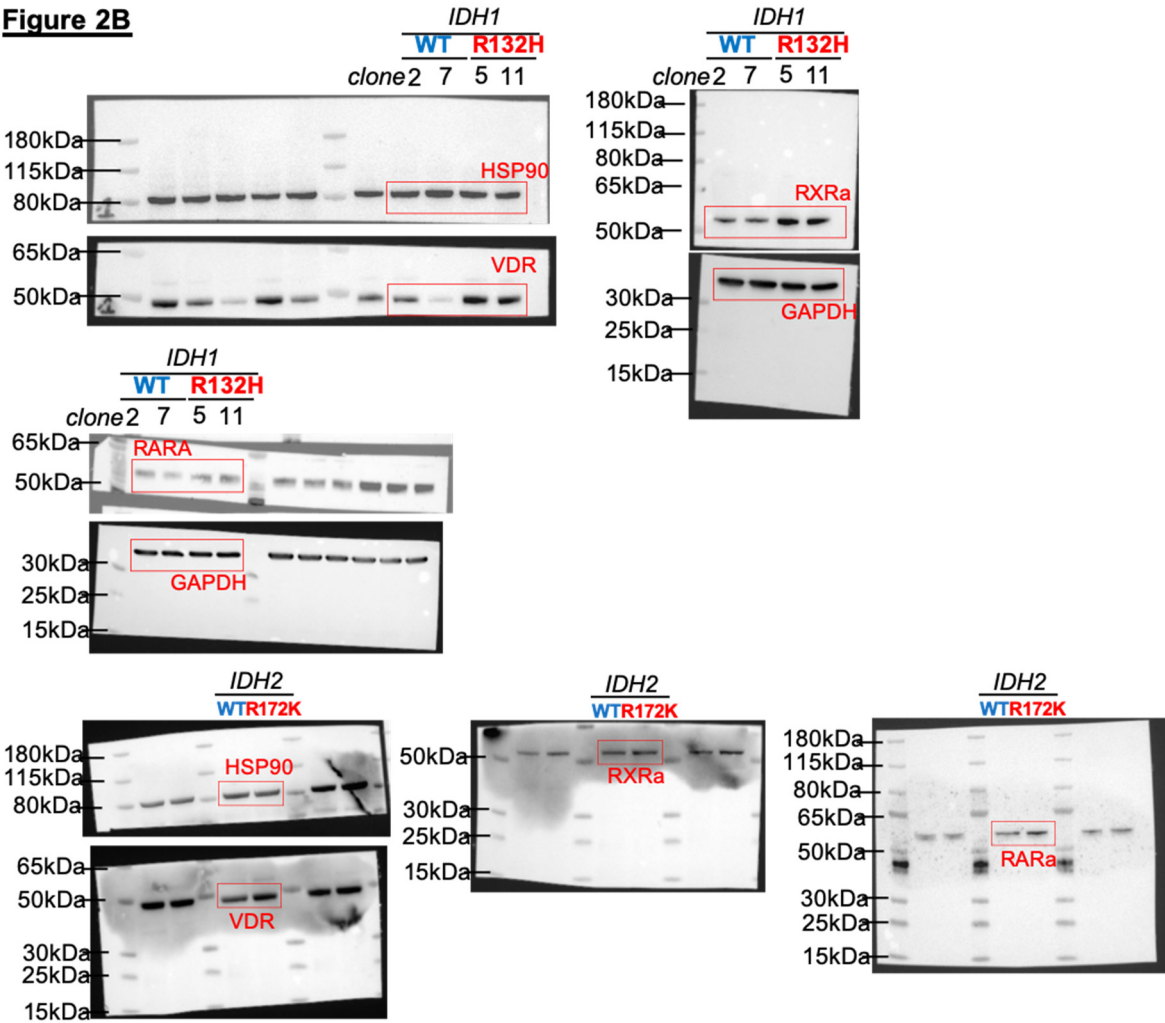 Figure 2B
IDH1
WT R132H
clone 2 7 5 11
180kDa
115kDa
80kDa
HSP90
65kDa
50kDa
VDR
IDH1
WT R132H
clone 2 7 5 11
180kDa
115kDa
80kDa
65kDa
50kDa
RXRa
30kDa
25kDa
15kDa
GAPDH
IDH1
WT R132H
clone 2 7 5 11
65kDa
RARA
50kDa
30kDa
GAPDH
25kDa
15kDa
IDH2
WT R172K
180kDa
115kDa
HSP90
80kDa
65kDa
50kDa
VDR
30kDa
25kDa
15kDa
IDH2
WT R172K
50kDa
RXRa
30kDa
25kDa
15kDa
IDH2
WT R172K
180kDa
115kDa
80kDa
65kDa
50kDa
RARa
30kDa
25kDa
15kDa